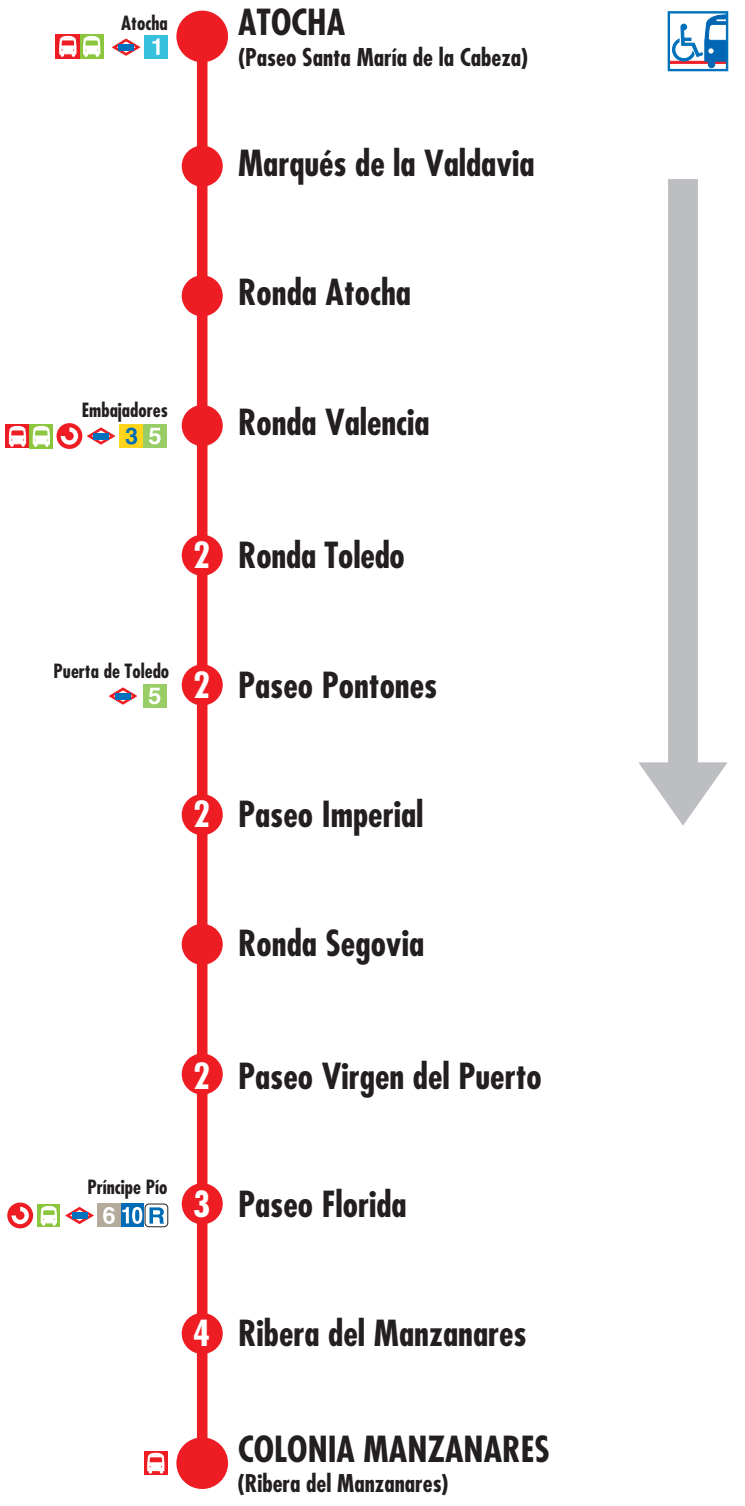 Atocha
1
ATOCHA
(Paseo Santa María de la Cabeza)
Marqués de la Valdavia
Ronda Atocha
Embajadores
3 5
Ronda Valencia
2
Ronda Toledo
Puerta de Toledo
5
2
Paseo Pontones
2
Paseo Imperial
Ronda Segovia
2
Paseo Virgen del Puerto
Príncipe Pío
6 10 R
3
Paseo Florida
4
Ribera del Manzanares
COLONIA MANZANARES
(Ribera del Manzanares)